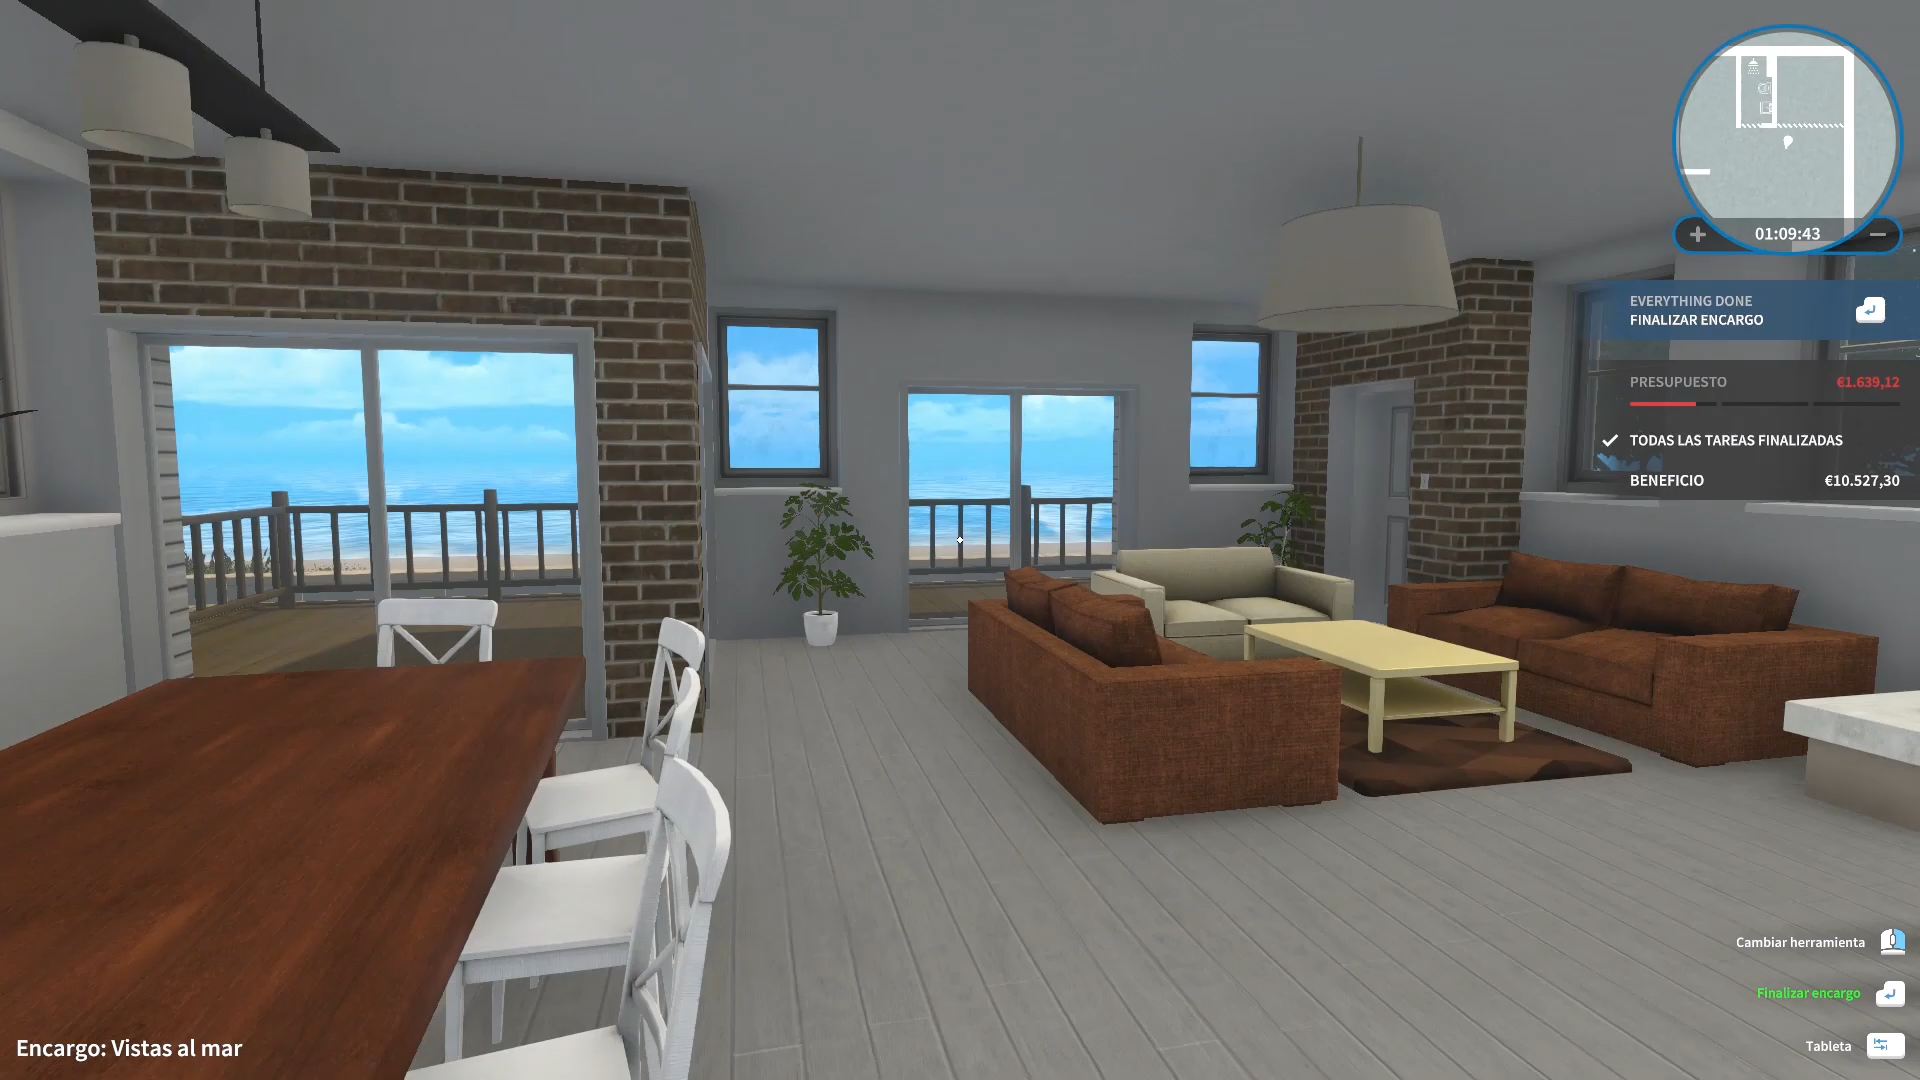 01:09:43
EVERYTHING DONE
FINALIZAR ENCARGO
PRESUPUESTO €1.639,12
TODAS LAS TAREAS FINALIZADAS
BENEFICIO €10.527,30
Cambiar herramienta
Finalizar encargo
Tableta
Encargo: Vistas al mar